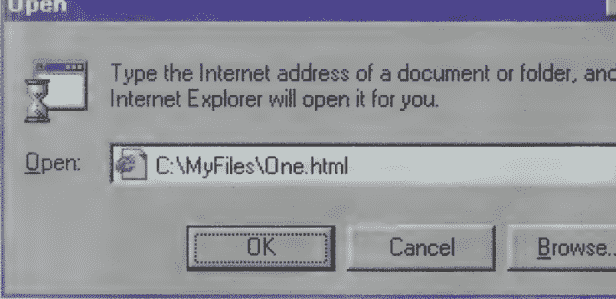 Open
Type the Internet address of a document or folder, and
Internet Explorer will open it for you.
Open: C:\MyFiles\One.html
OK Cancel Browse..